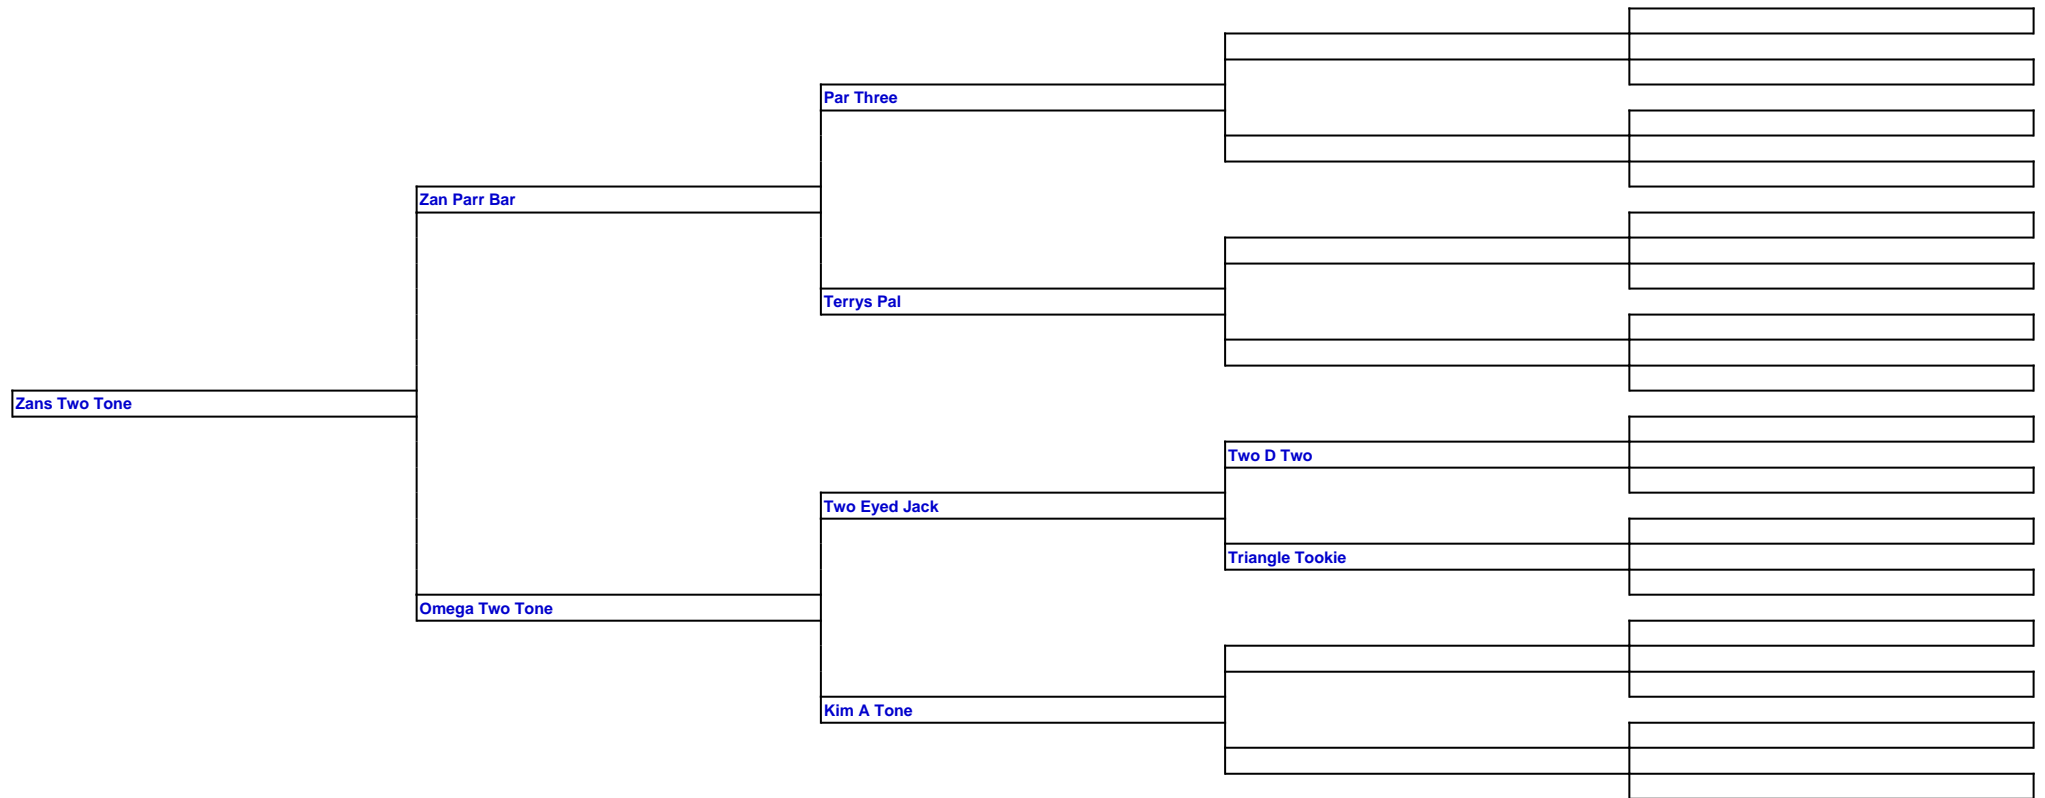 Par Three
Zan Parr Bar
Terrys Pal
Zans Two Tone
Two D Two
Two Eyed Jack
Triangle Tookie
Omega Two Tone
Kim A Tone